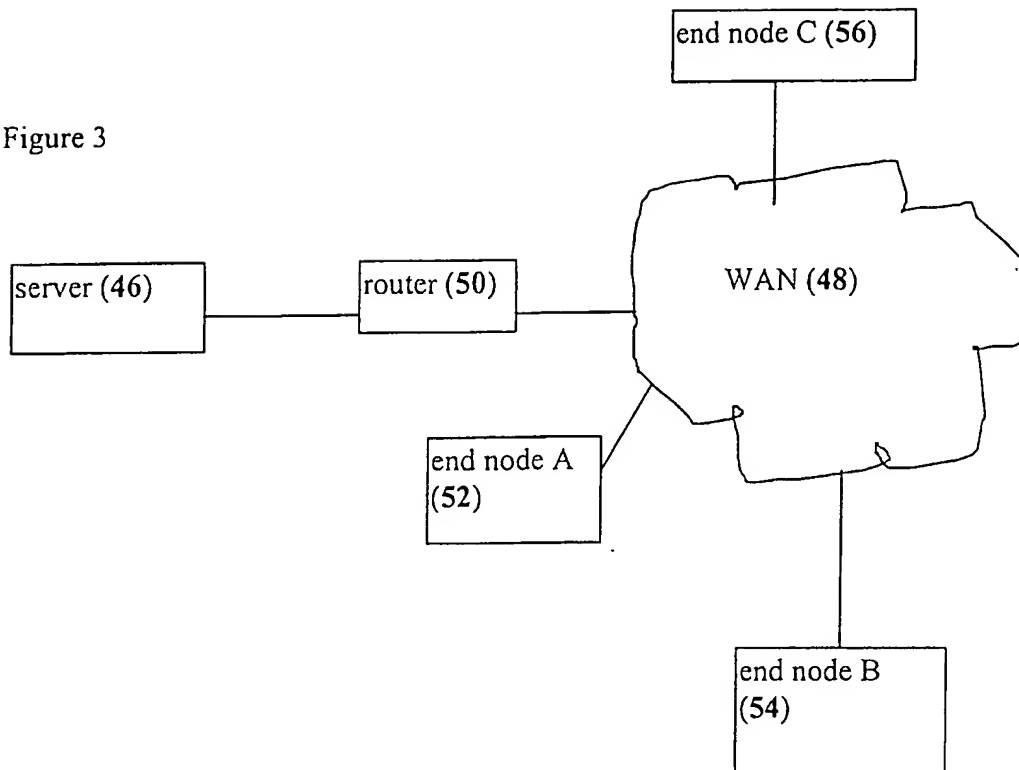 end node C (56)
Figure 3
server (46)
router (50)
WAN (48)
end node A
(52)
end node B
(54)